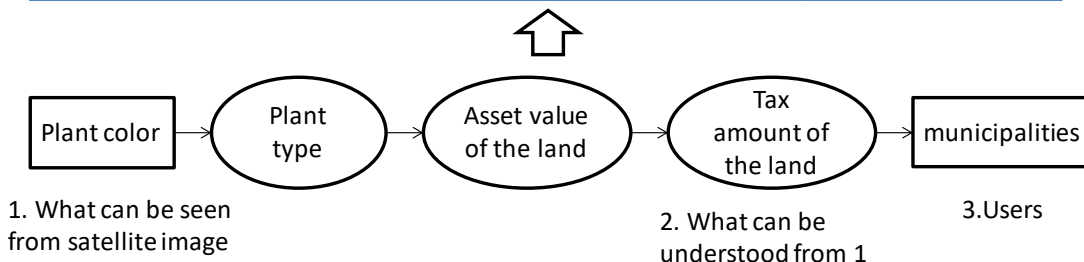 Plant color
Plant
type
Asset value
of the land
Tax
amount of
the land
municipalities
1. What can be seen
from satellite image
2. What can be
understood from 1
3.Users